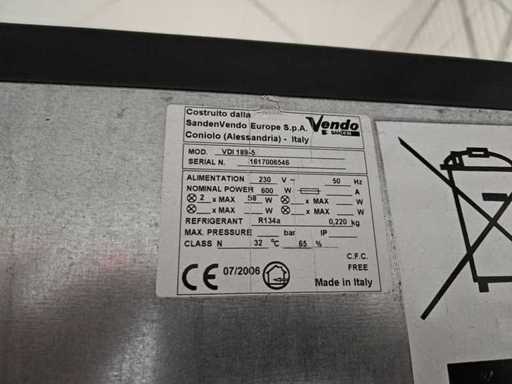 Costruito dalla
SandenVendo Europe S.p.A.
Coniolo (Alessandria) - Italy
Vendo
SANDEN
MOD. VDI 189-5
SERIAL N. 1617006546
ALIMENTATION 230 V ~ 50 Hz
NOMINAL POWER 600 W A
2 x MAX 58 W x MAX W
x MAX W x MAX W
REFRIGERANT R134a 0,220 kg
MAX. PRESSURE bar IP
CLASS N 32 °C 65 %
C.F.C.
FREE
CE 07/2006
Made in Italy